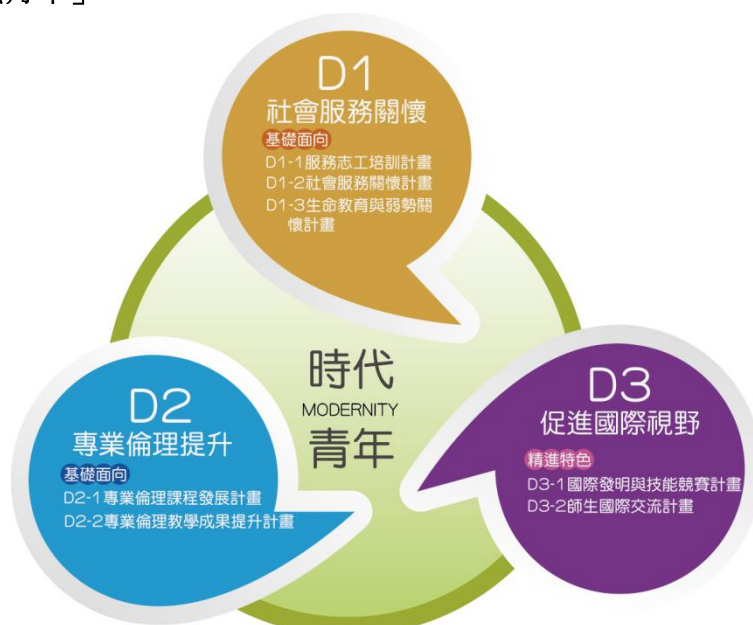 D1
社會服務關懷
基礎面向
D1-1服務志工培訓計畫
D1-2社會服務關懷計畫
D1-3生命教育與弱勢關
懷計畫
時代
MODERNITY
青年
D2
專業倫理提升
基礎面向
D2-1專業倫理課程發展計畫
D2-2專業倫理教學成果提升計畫
D3
促進國際視野
精進特色
D3-1國際發明與技能競賽計畫
D3-2師生國際交流計畫